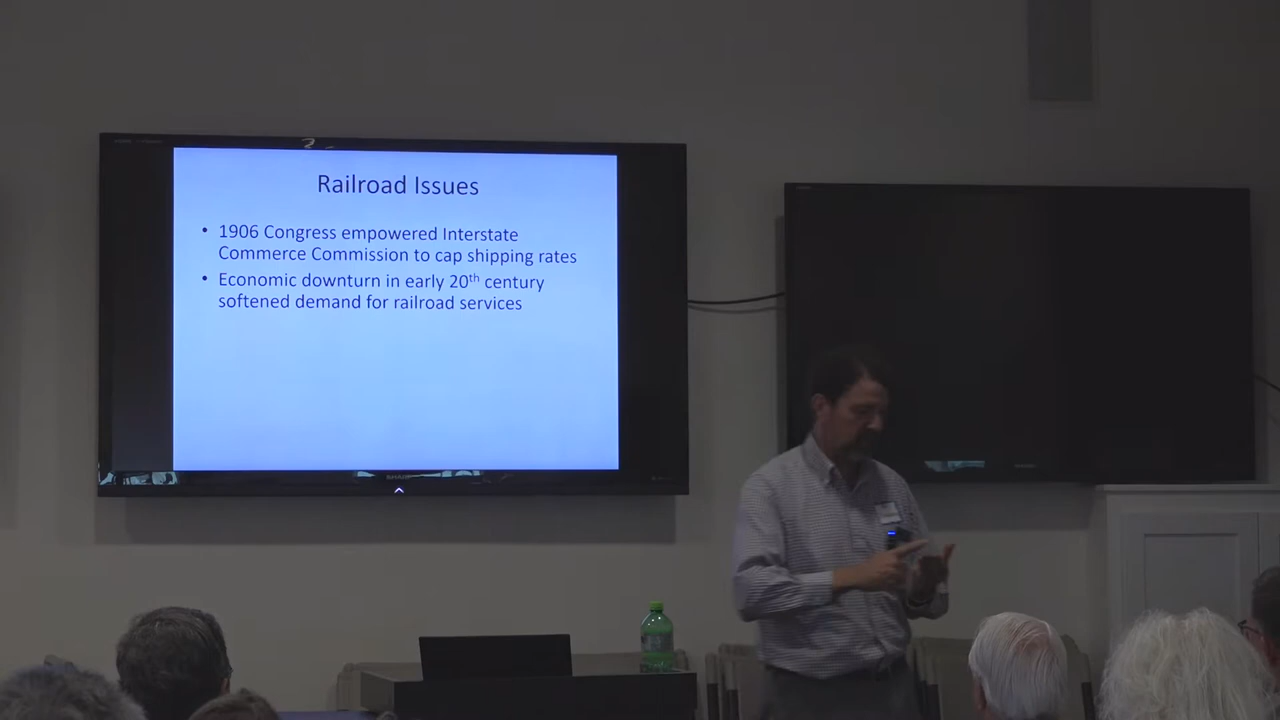 Railroad Issues
• 1906 Congress empowered Interstate
Commerce Commission to cap shipping rates
• Economic downturn in early 20th century
softened demand for railroad services
SHARP